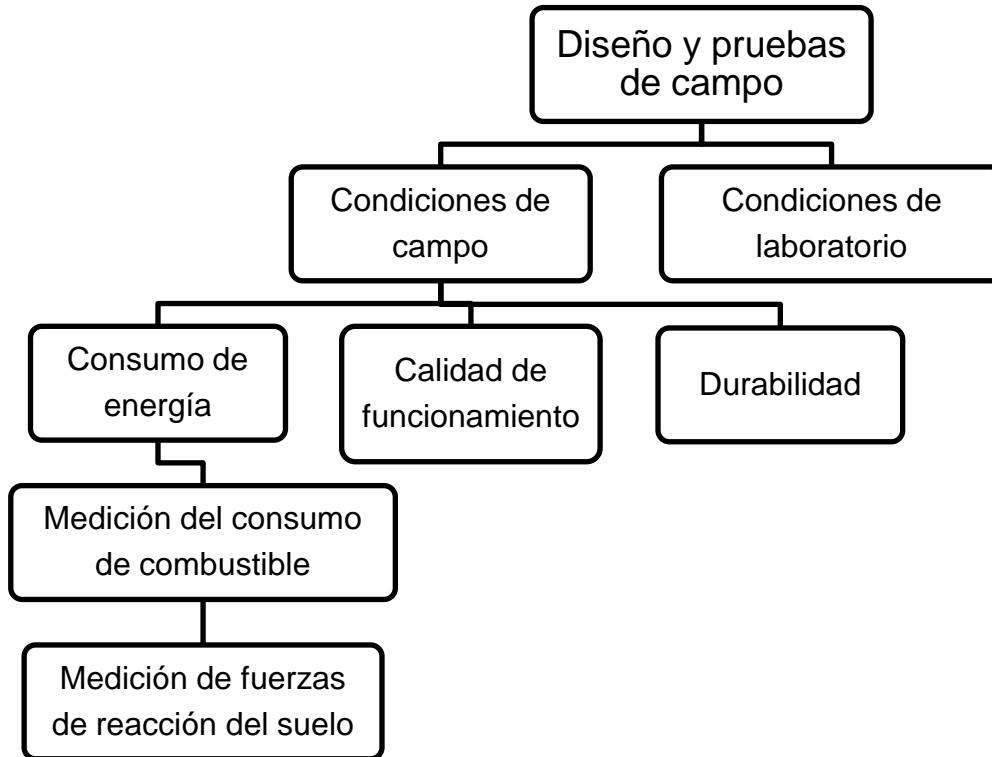 Diseño y pruebas
de campo
Condiciones de
campo
Condiciones de
laboratorio
Consumo de
energía
Calidad de
funcionamiento
Durabilidad
Medición del consumo
de combustible
Medición de fuerzas
de reacción del suelo